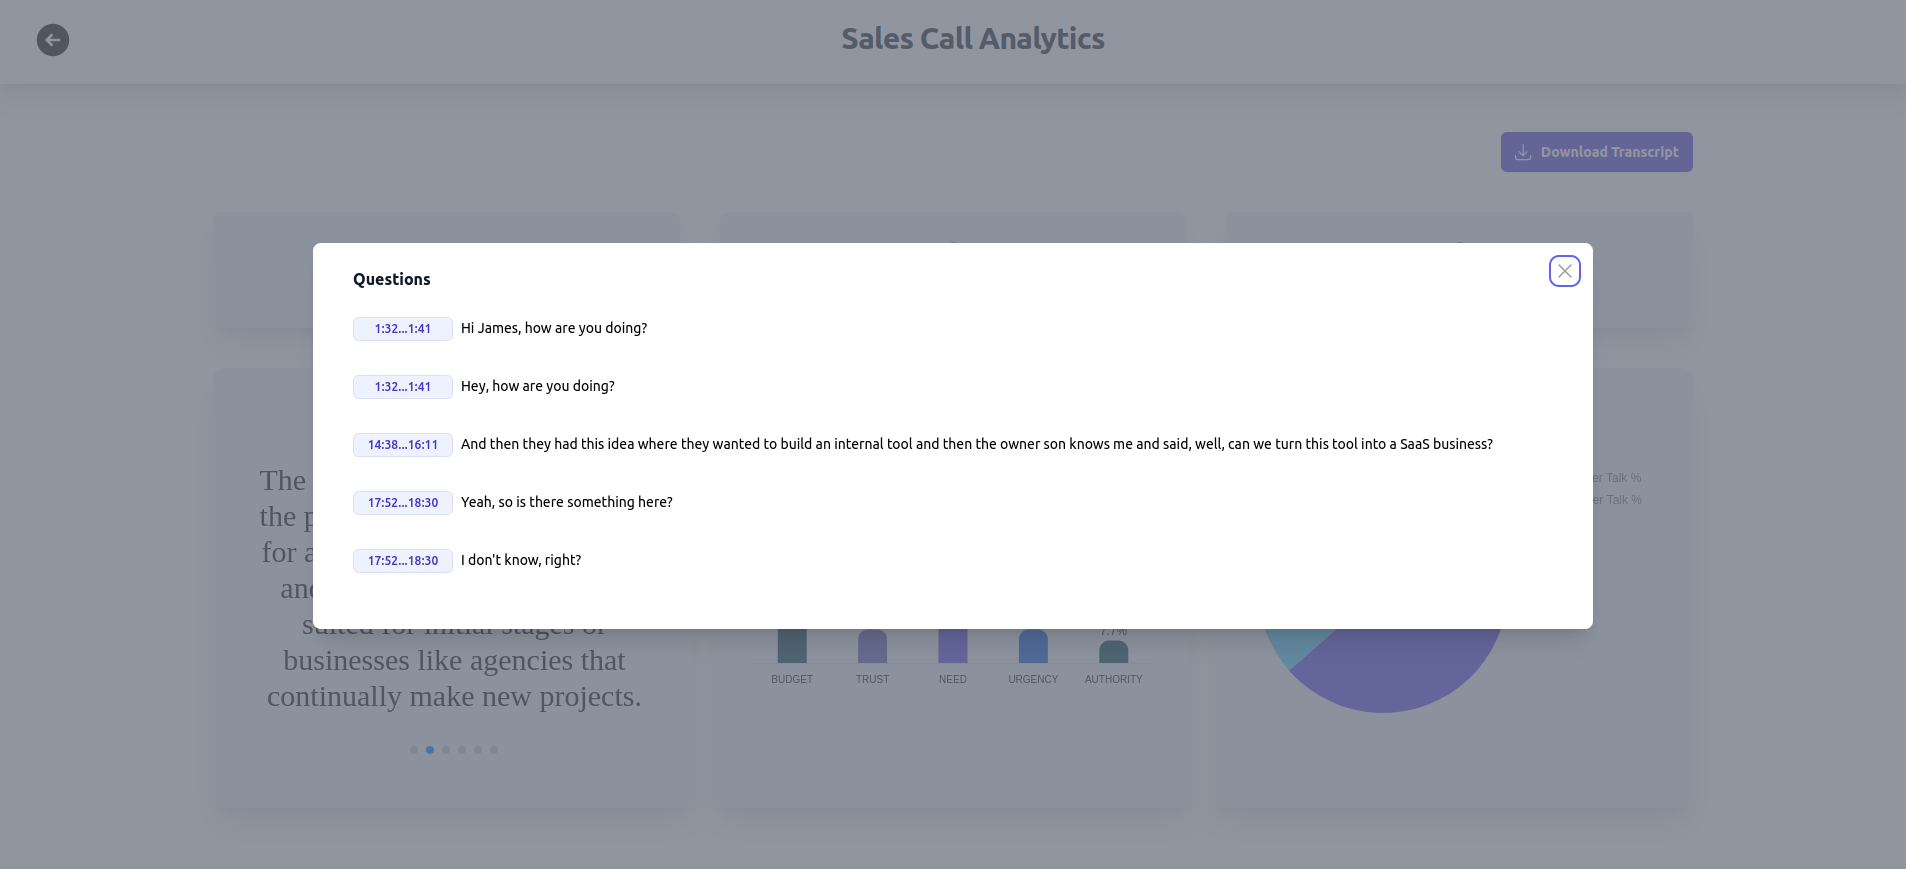 Sales Call Analytics
Download Transcript
Questions
1:32...1:41 Hi James, how are you doing?
1:32...1:41 Hey, how are you doing?
14:38...16:11 And then they had this idea where they wanted to build an internal tool and then the owner son knows me and said, well, can we turn this tool into a SaaS business?
17:52...18:30 Yeah, so is there something here?
17:52...18:30 I don't know, right?
The
the
for
suited for initial stages of
businesses like agencies that
continually make new projects.
7.7%
BUDGET TRUST NEED URGENCY AUTHORITY
Talk %
Talk %